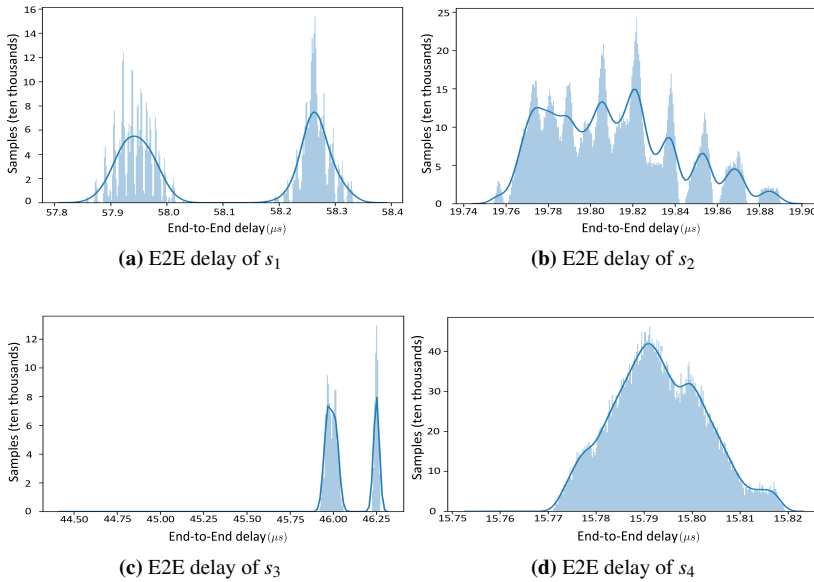 16
14
12
10
8
6
4
2
0
Samples (ten thousands)
57.8 57.9 58.0 58.1 58.2 58.3 58.4
End-to-End delay(μs)
(a) E2E delay of s1
25
20
15
10
5
0
Samples (ten thousands)
19.74 19.76 19.78 19.80 19.82 19.84 19.86 19.88 19.90
End-to-End delay(μs)
(b) E2E delay of s2
12
10
8
6
4
2
0
Samples (ten thousands)
44.50 44.75 45.00 45.25 45.50 45.75 46.00 46.25
End-to-End delay(μs)
(c) E2E delay of s3
40
30
20
10
0
Samples (ten thousands)
15.75 15.76 15.77 15.78 15.79 15.80 15.81 15.82
End-to-End delay(μs)
(d) E2E delay of s4